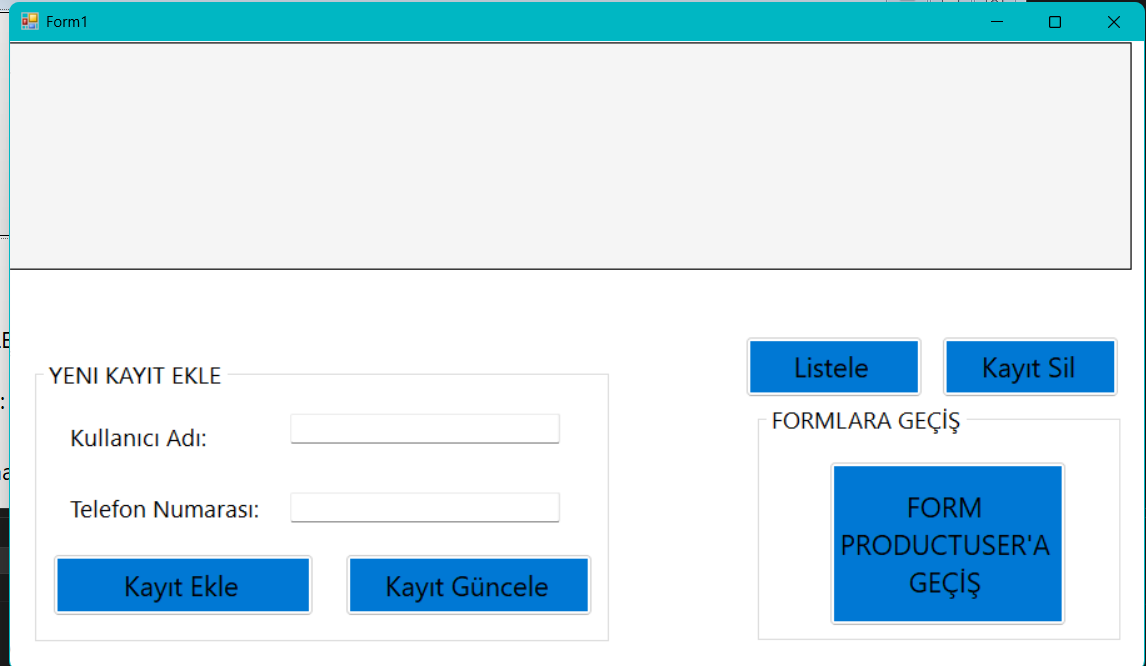 Form1
Listele
Kayıt Sil
YENI KAYIT EKLE
Kullanıcı Adı:
Telefon Numarası:
Kayıt Ekle
Kayıt Güncele
FORMLARA GEÇİŞ
FORM
PRODUCTUSER'A
GEÇİŞ